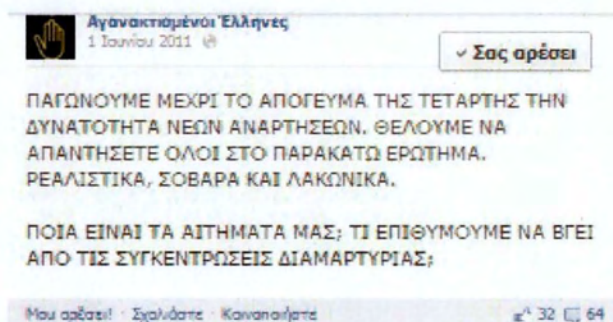 Αγανακτισμένοι Έλληνες
1 Ιουνίου 2011
✓ Σας αρέσει
ΠΑΓΩΝΟΥΜΕ ΜΕΧΡΙ ΤΟ ΑΠΟΓΕΥΜΑ ΤΗΣ ΤΕΤΑΡΤΗΣ ΤΗΝ
ΔΥΝΑΤΟΤΗΤΑ ΝΕΩΝ ΑΝΑΡΤΗΣΕΩΝ. ΘΕΛΟΥΜΕ ΝΑ
ΑΠΑΝΤΗΣΕΤΕ ΟΛΟΙ ΣΤΟ ΠΑΡΑΚΑΤΩ ΕΡΩΤΗΜΑ.
ΡΕΑΛΙΣΤΙΚΑ, ΣΟΒΑΡΑ ΚΑΙ ΛΑΚΩΝΙΚΑ.
ΠΟΙΑ ΕΙΝΑΙ ΤΑ ΑΙΤΗΜΑΤΑ ΜΑΣ; ΤΙ ΕΠΙΘΥΜΟΥΜΕ ΝΑ ΒΓΕΙ
ΑΠΟ ΤΙΣ ΣΥΓΚΕΝΤΡΩΣΕΙΣ ΔΙΑΜΑΡΤΥΡΙΑΣ;
Μου αρέσει! · Σχολιάστε · Κοινοποιήστε 32 64